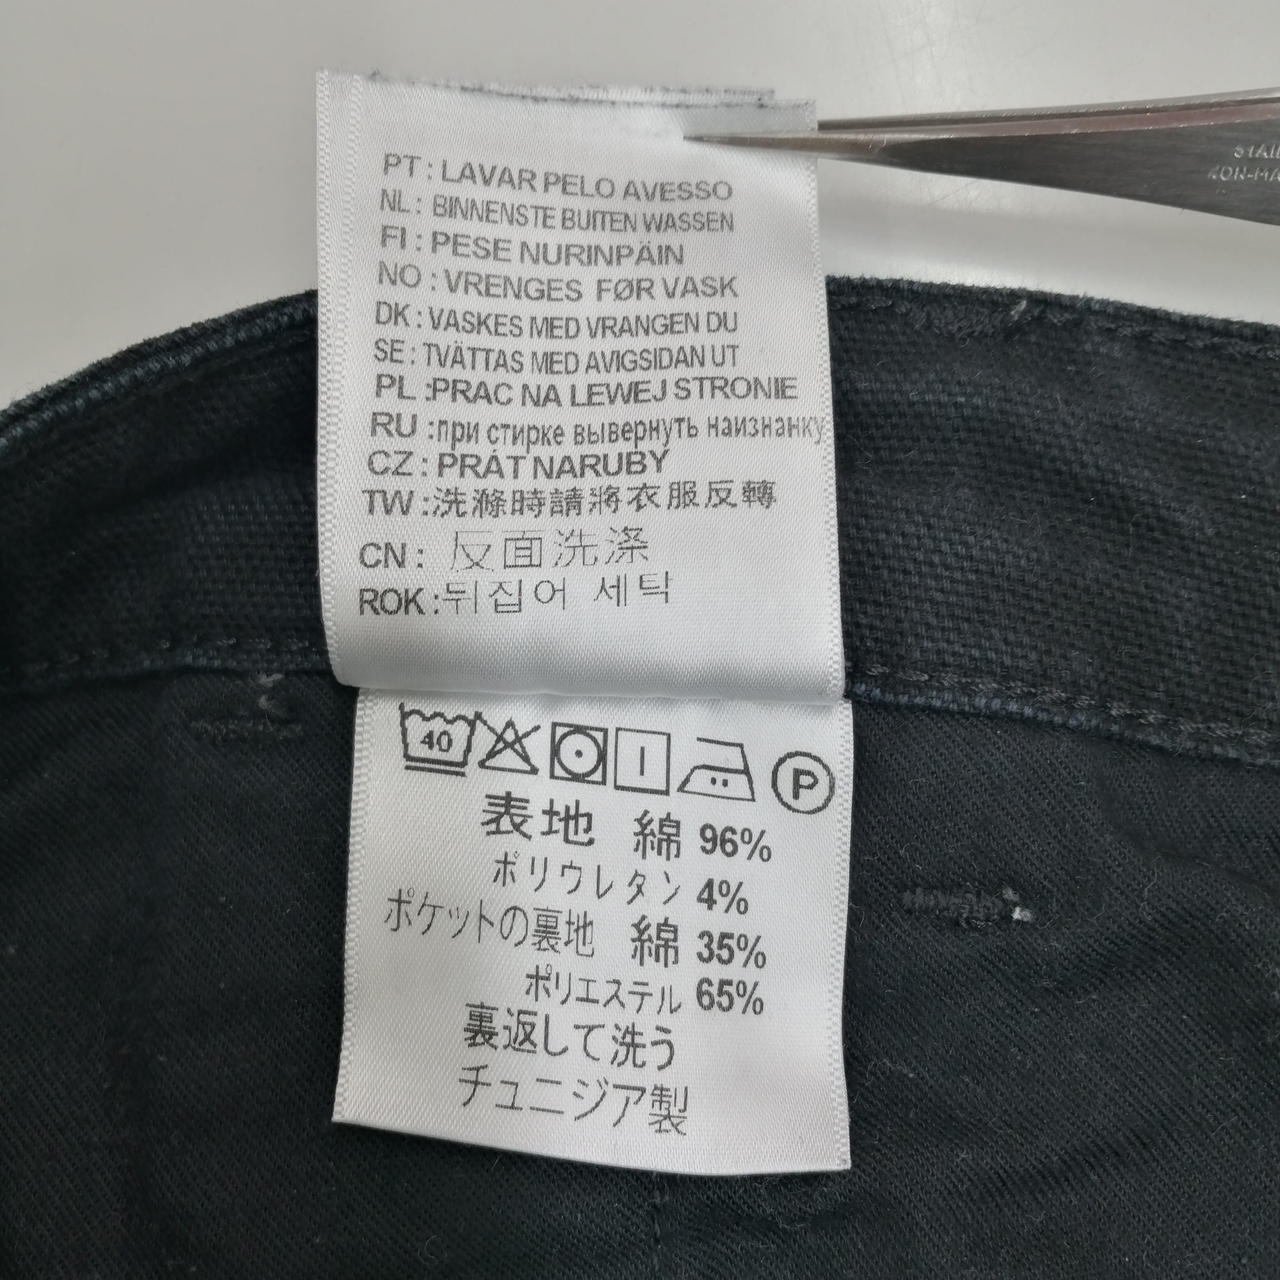 PT : LAVAR PELO AVESSO
NL : BINNENSTE BUITEN WASSEN
FI : PESE NURINPÄIN
NO : VRENGES FØR VASK
DK : VASKES MED VRANGEN DU
SE : TVÄTTAS MED AVIGSIDAN UT
PL :PRAC NA LEWEJ STRONIE
RU :при стирке вывернуть наизнанку
CZ : PRÁT NARUBY
TW :洗滌時請將衣服反轉
CN : 反面洗涤
ROK :뒤집어 세탁
40
P
表地 綿 96%
ポリウレタン 4%
ポケットの裏地 綿 35%
ポリエステル 65%
裏返して洗う
チュニジア製